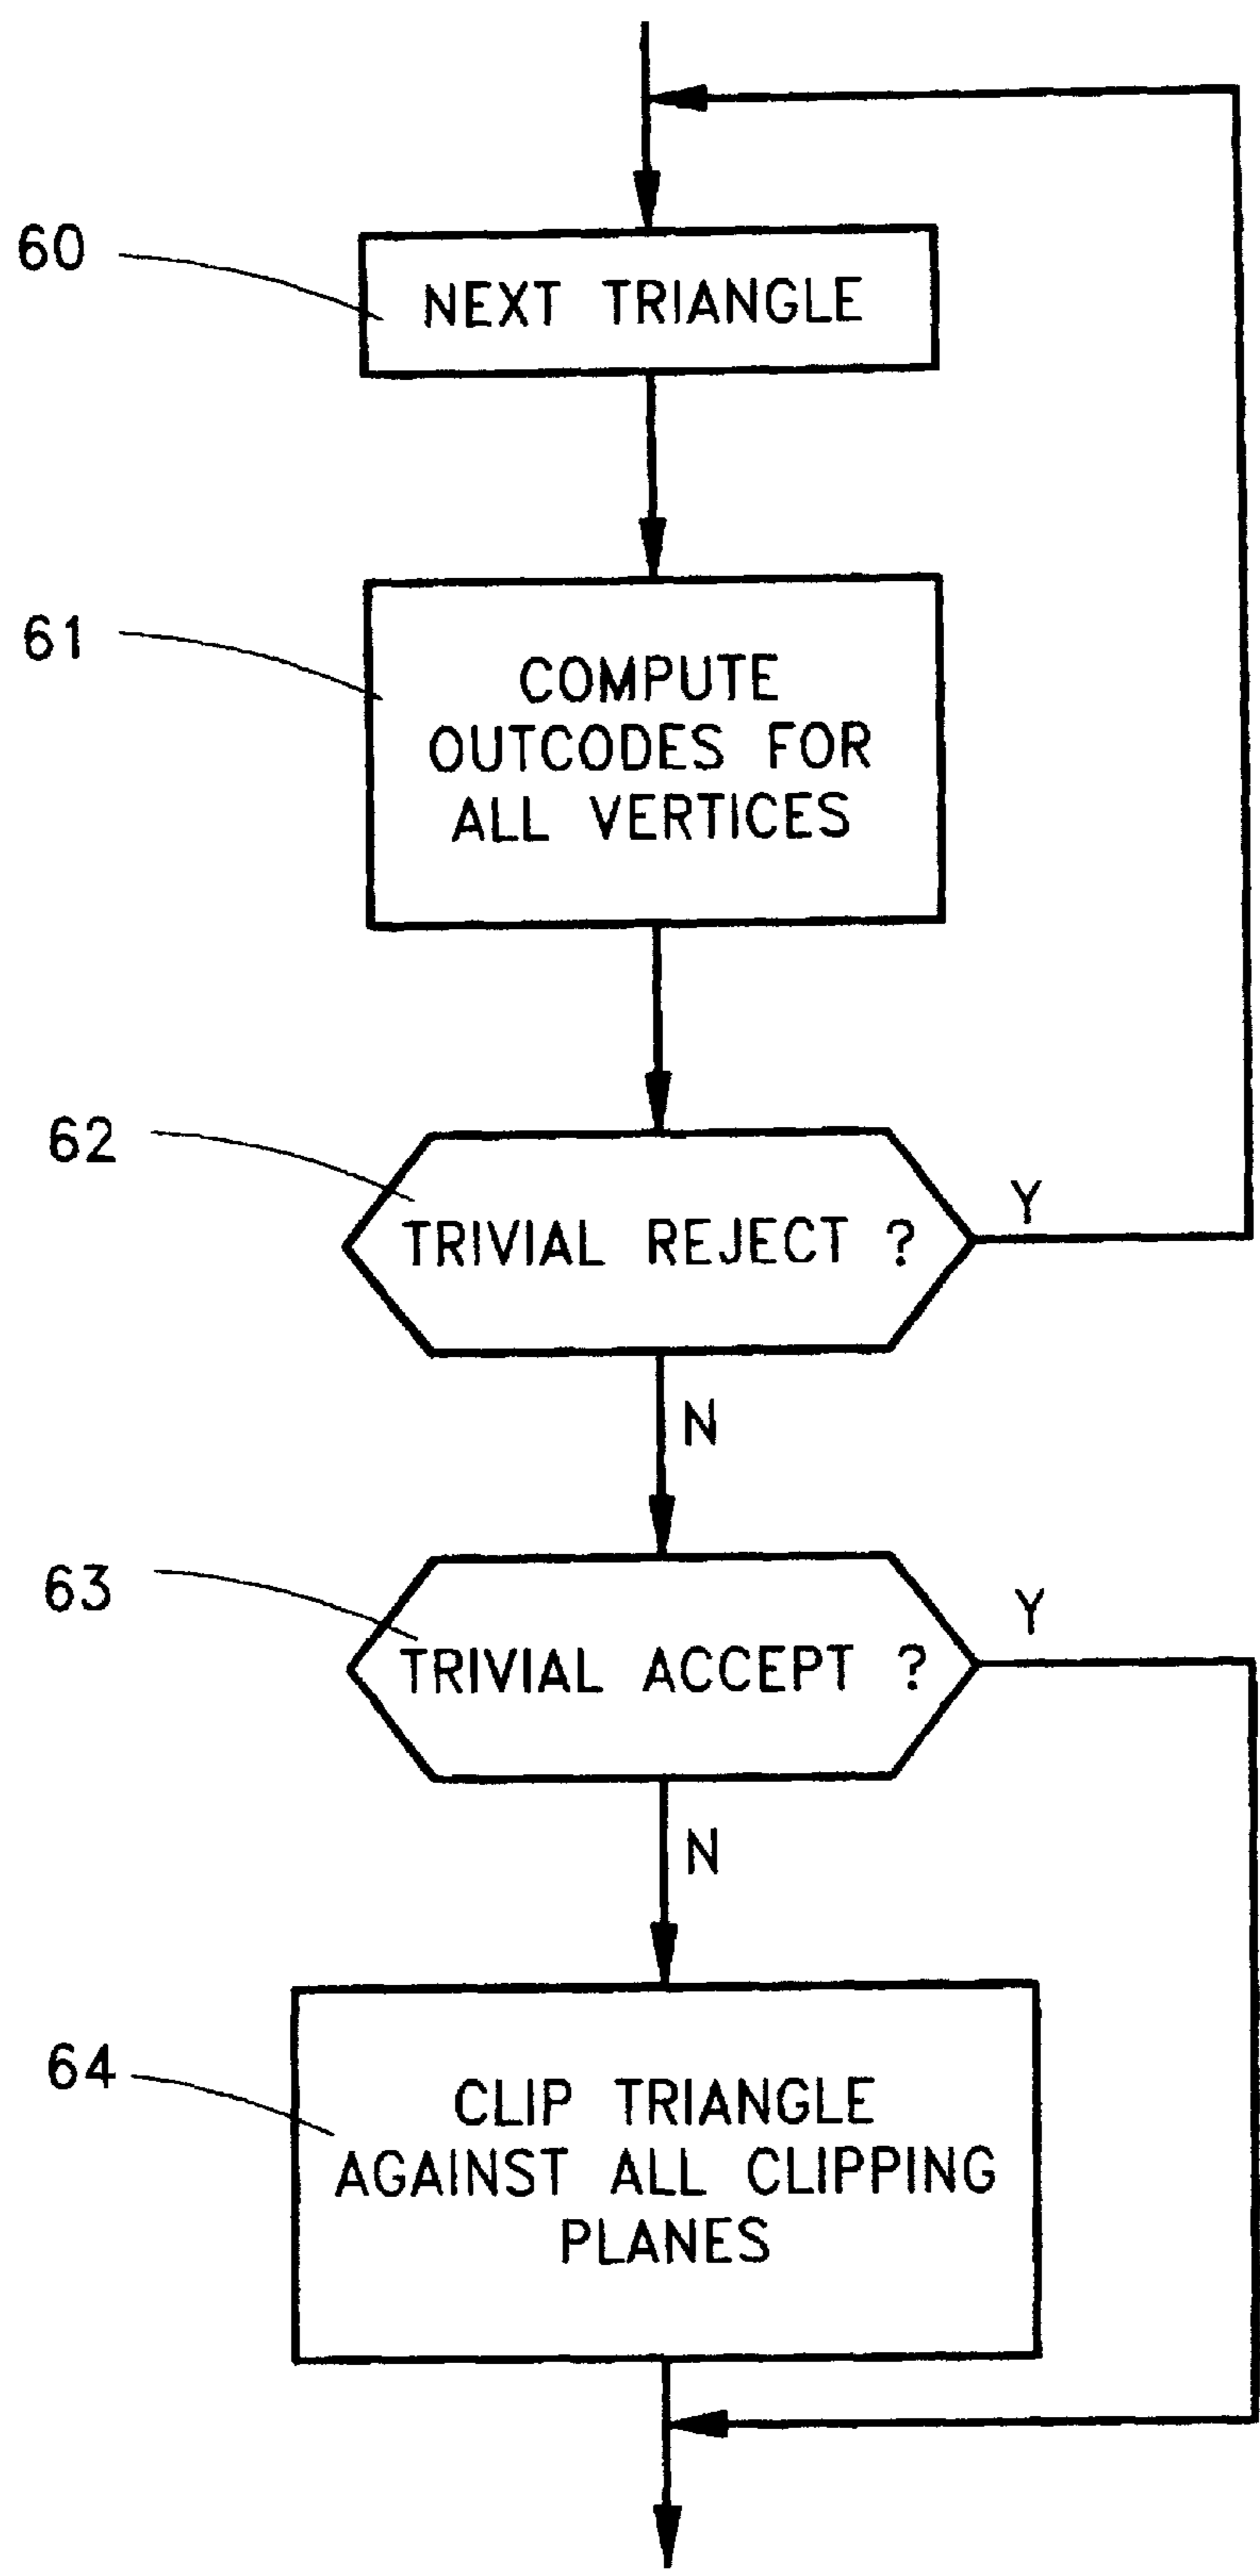 60
NEXT TRIANGLE
61
COMPUTE
OUTCODES FOR
ALL VERTICES
62
TRIVIAL REJECT ?
Y
N
63
TRIVIAL ACCEPT ?
Y
N
64
CLIP TRIANGLE
AGAINST ALL CLIPPING
PLANES